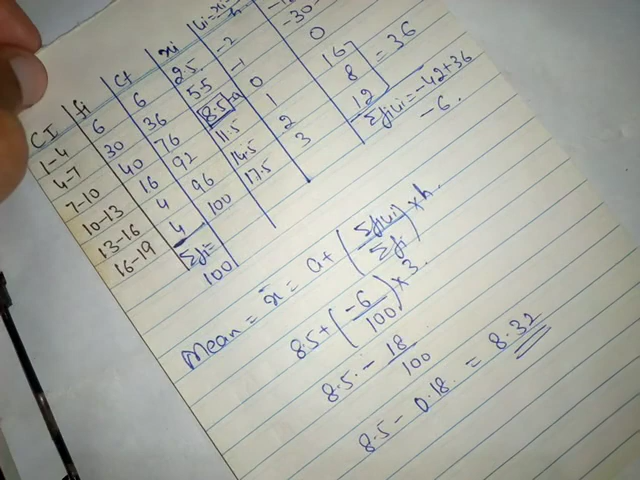 CI fi cf xi ui = xi -
1-4 6 6 2.5 -2 -12
4-7 30 36 5.5 -1 -30
7-10 40 76 8.5 a 0 0
10-13 16 92 11.5 1 16
13-16 4 96 14.5 2 8 = 36
16-19 4 100 17.5 3 12
Σfi = 100 Σfiui = -42+36
-6.
Mean = x̄ = a + (Σfiui / Σfi) × h.
8.5 + (-6 / 100) × 3.
8.5. - 18 / 100
8.5 - 0.18. = 8.32